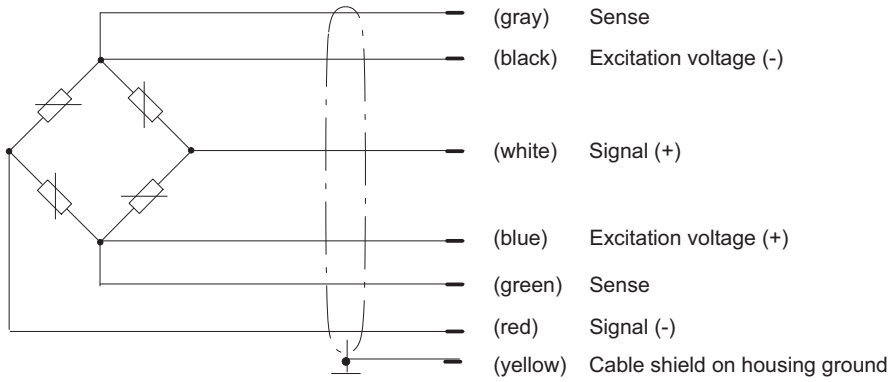 (gray) Sense
(black) Excitation voltage (-)
(white) Signal (+)
(blue) Excitation voltage (+)
(green) Sense
(red) Signal (-)
(yellow) Cable shield on housing ground